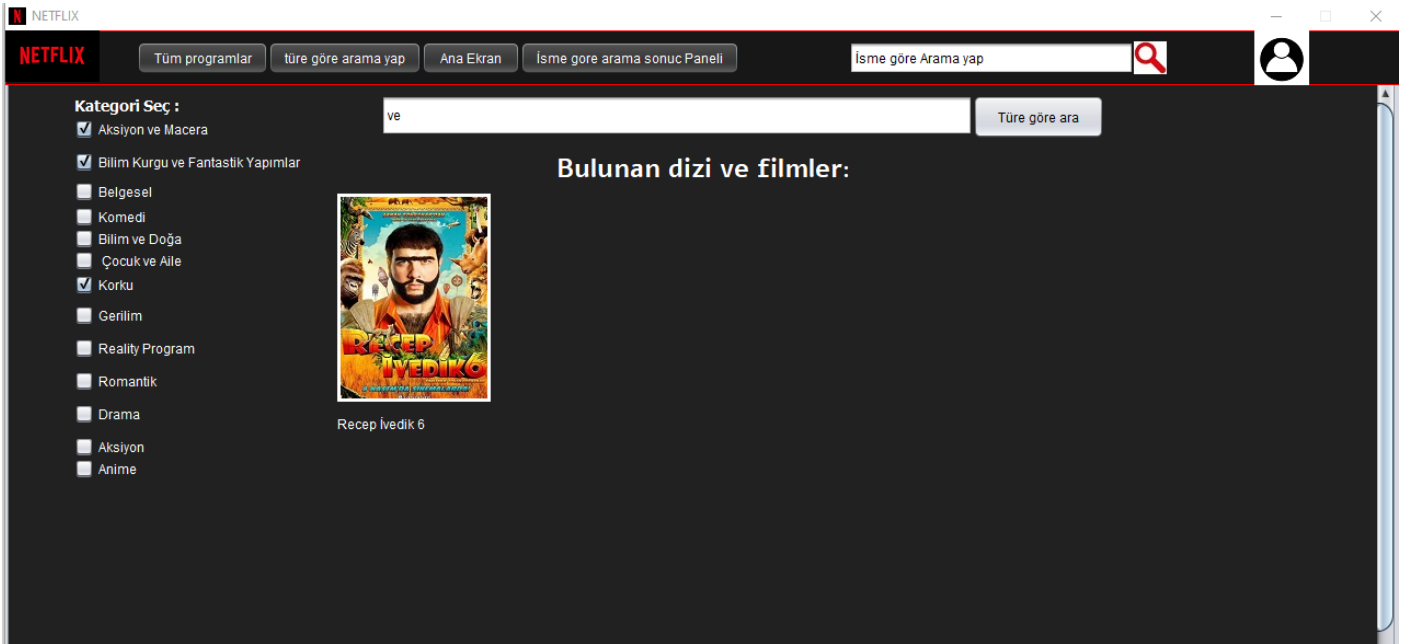 NETFLIX
NETFLIX
Tüm programlar
türe göre arama yap
Ana Ekran
İsme gore arama sonuc Paneli
İsme göre Arama yap
Kategori Seç :
Aksiyon ve Macera
Bilim Kurgu ve Fantastik Yapımlar
Belgesel
Komedi
Bilim ve Doğa
Çocuk ve Aile
Korku
Gerilim
Reality Program
Romantik
Drama
Aksiyon
Anime
ve
Türe göre ara
Bulunan dizi ve filmler:
RECEP
İVEDİK6
Recep İvedik 6